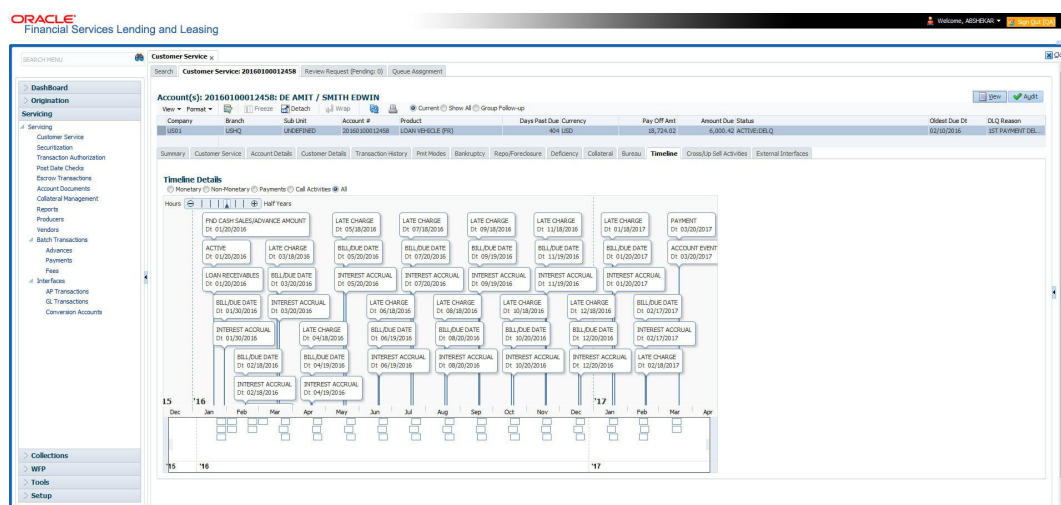 ORACLE
Financial Services Lending and Leasing
Welcome, ABSHEKAR
Sign Out [QA]
SEARCH MENU
DashBoard
Origination
Servicing
Servicing
Customer Service
Securitization
Transaction Authorization
Post Date Checks
Escrow Transactions
Account Documents
Collateral Management
Reports
Producers
Vendors
Batch Transactions
Advances
Payments
Fees
Interfaces
AP Transactions
GL Transactions
Conversion Accounts
Collections
WFP
Tools
Setup
Customer Service x
Search Customer Service: 20160100012458 Review Request (Pending: 0) Queue Assignment
Account(s): 20160100012458: DE AMIT / SMITH EDWIN
View Audit
View Format Freeze Detach Wrap Current Show All Group Follow-up
Company Branch Sub Unit Account # Product Days Past Due Currency Pay Off Amt Amount Due Status Oldest Due Dt DLQ Reason
US01 USHQ UNDEFINED 20160100012458 LOAN VEHICLE (FR) 404 USD 18,724.02 6,000.42 ACTIVE:DELQ 02/10/2016 1ST PAYMENT DEL...
Summary Customer Service Account Details Customer Details Transaction History Pmt Modes Bankruptcy Repo/Foreclosure Deficiency Collateral Bureau Timeline Cross/Up Sell Activities External Interfaces
Timeline Details
Monetary Non-Monetary Payments Call Activities All
Hours Half Years
FND CASH SALES/ADVANCE AMOUNT LATE CHARGE LATE CHARGE LATE CHARGE LATE CHARGE LATE CHARGE PAYMENT
Dt 01/20/2016 Dt 05/18/2016 Dt 07/18/2016 Dt 09/18/2016 Dt 11/18/2016 Dt 01/18/2017 Dt 03/20/2017
ACTIVE LATE CHARGE BILL/DUE DATE BILL/DUE DATE BILL/DUE DATE BILL/DUE DATE BILL/DUE DATE ACCOUNT EVENT
Dt 01/20/2016 Dt 03/18/2016 Dt 05/20/2016 Dt 07/20/2016 Dt 09/19/2016 Dt 11/19/2016 Dt 01/20/2017 Dt 03/20/2017
LOAN RECEIVABLES BILL/DUE DATE INTEREST ACCRUAL INTEREST ACCRUAL INTEREST ACCRUAL INTEREST ACCRUAL INTEREST ACCRUAL
Dt 01/20/2016 Dt 03/20/2016 Dt 05/20/2016 Dt 07/20/2016 Dt 09/19/2016 Dt 11/19/2016 Dt 01/20/2017
BILL/DUE DATE INTEREST ACCRUAL LATE CHARGE LATE CHARGE LATE CHARGE LATE CHARGE BILL/DUE DATE
Dt 01/30/2016 Dt 03/20/2016 Dt 06/18/2016 Dt 08/18/2016 Dt 10/18/2016 Dt 12/18/2016 Dt 02/17/2017
INTEREST ACCRUAL LATE CHARGE BILL/DUE DATE BILL/DUE DATE BILL/DUE DATE BILL/DUE DATE INTEREST ACCRUAL
Dt 01/30/2016 Dt 04/18/2016 Dt 06/19/2016 Dt 08/20/2016 Dt 10/20/2016 Dt 12/20/2016 Dt 02/17/2017
BILL/DUE DATE BILL/DUE DATE INTEREST ACCRUAL INTEREST ACCRUAL INTEREST ACCRUAL INTEREST ACCRUAL LATE CHARGE
Dt 02/18/2016 Dt 04/19/2016 Dt 06/19/2016 Dt 08/20/2016 Dt 10/20/2016 Dt 12/20/2016 Dt 02/18/2017
INTEREST ACCRUAL INTEREST ACCRUAL
Dt 02/18/2016 Dt 04/19/2016
15 '16 '17
Dec Jan Feb Mar Apr May Jun Jul Aug Sep Oct Nov Dec Jan Feb Mar Apr
'15 '16 '17